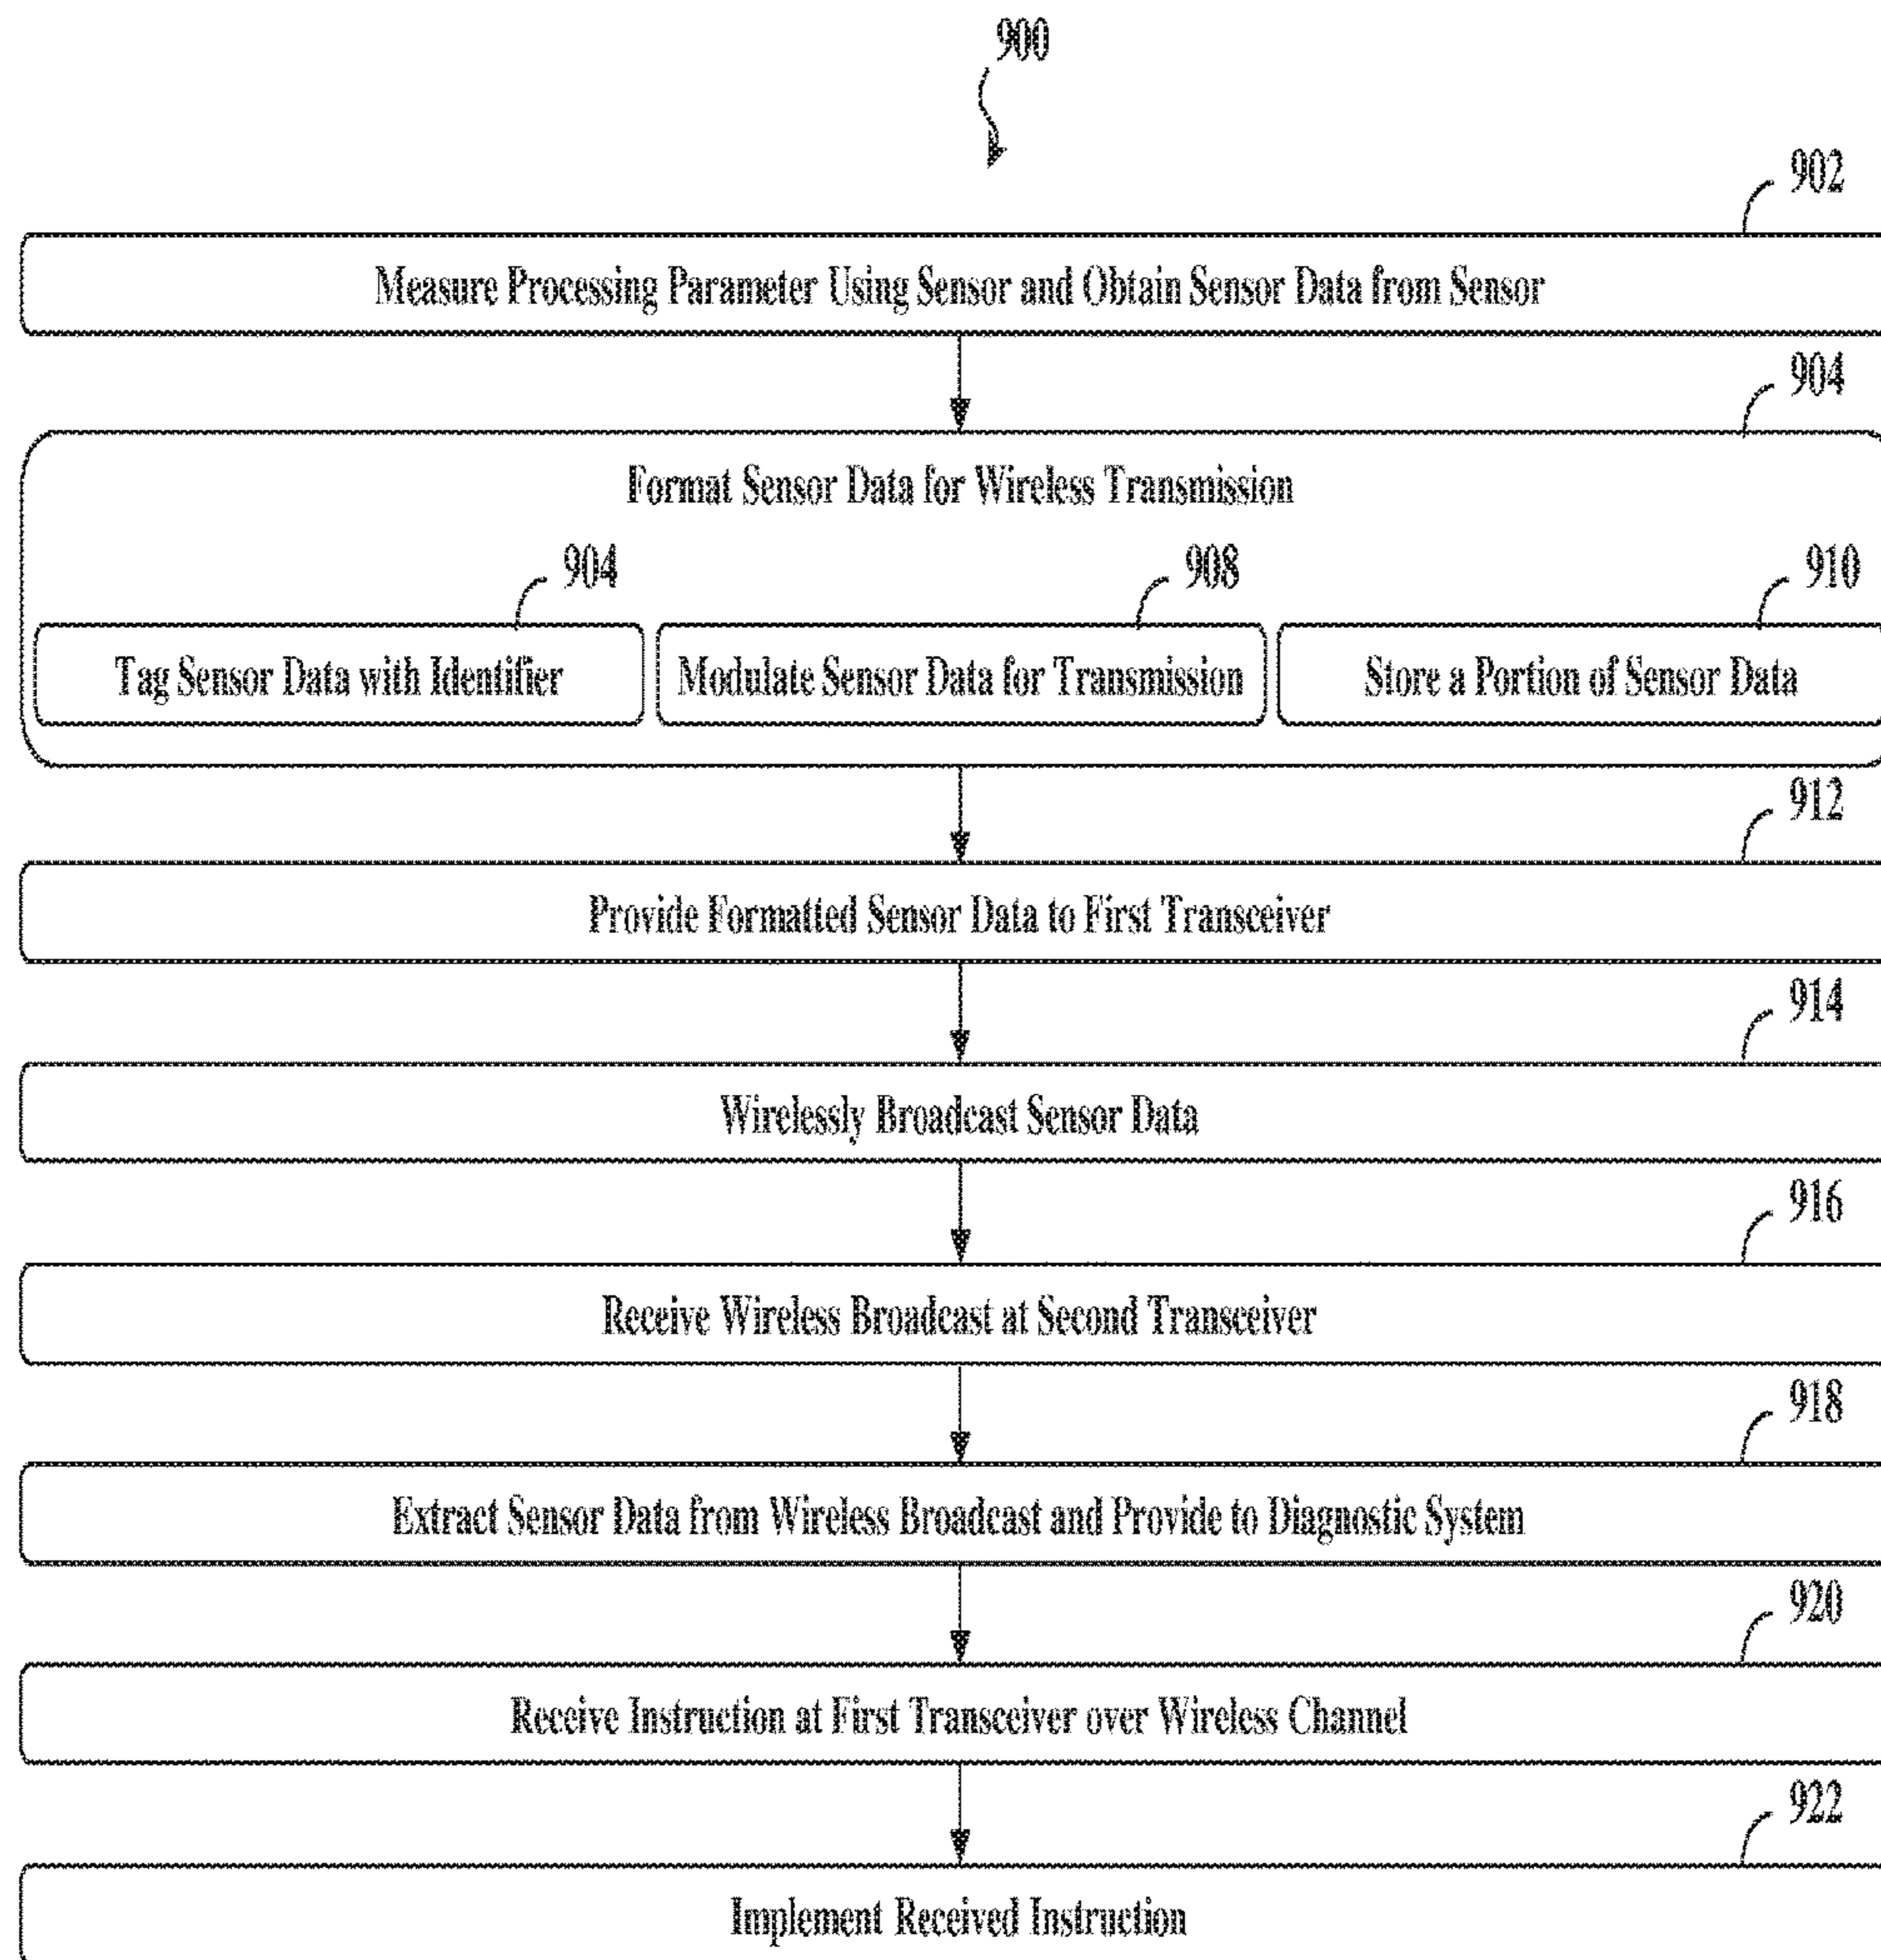 900
902
Measure Processing Parameter Using Sensor and Obtain Sensor Data from Sensor
904
Format Sensor Data for Wireless Transmission
904
908
910
Tag Sensor Data with Identifier
Modulate Sensor Data for Transmission
Store a Portion of Sensor Data
912
Provide Formatted Sensor Data to First Transceiver
914
Wirelessly Broadcast Sensor Data
916
Receive Wireless Broadcast at Second Transceiver
918
Extract Sensor Data from Wireless Broadcast and Provide to Diagnostic System
920
Receive Instruction at First Transceiver over Wireless Channel
922
Implement Received Instruction